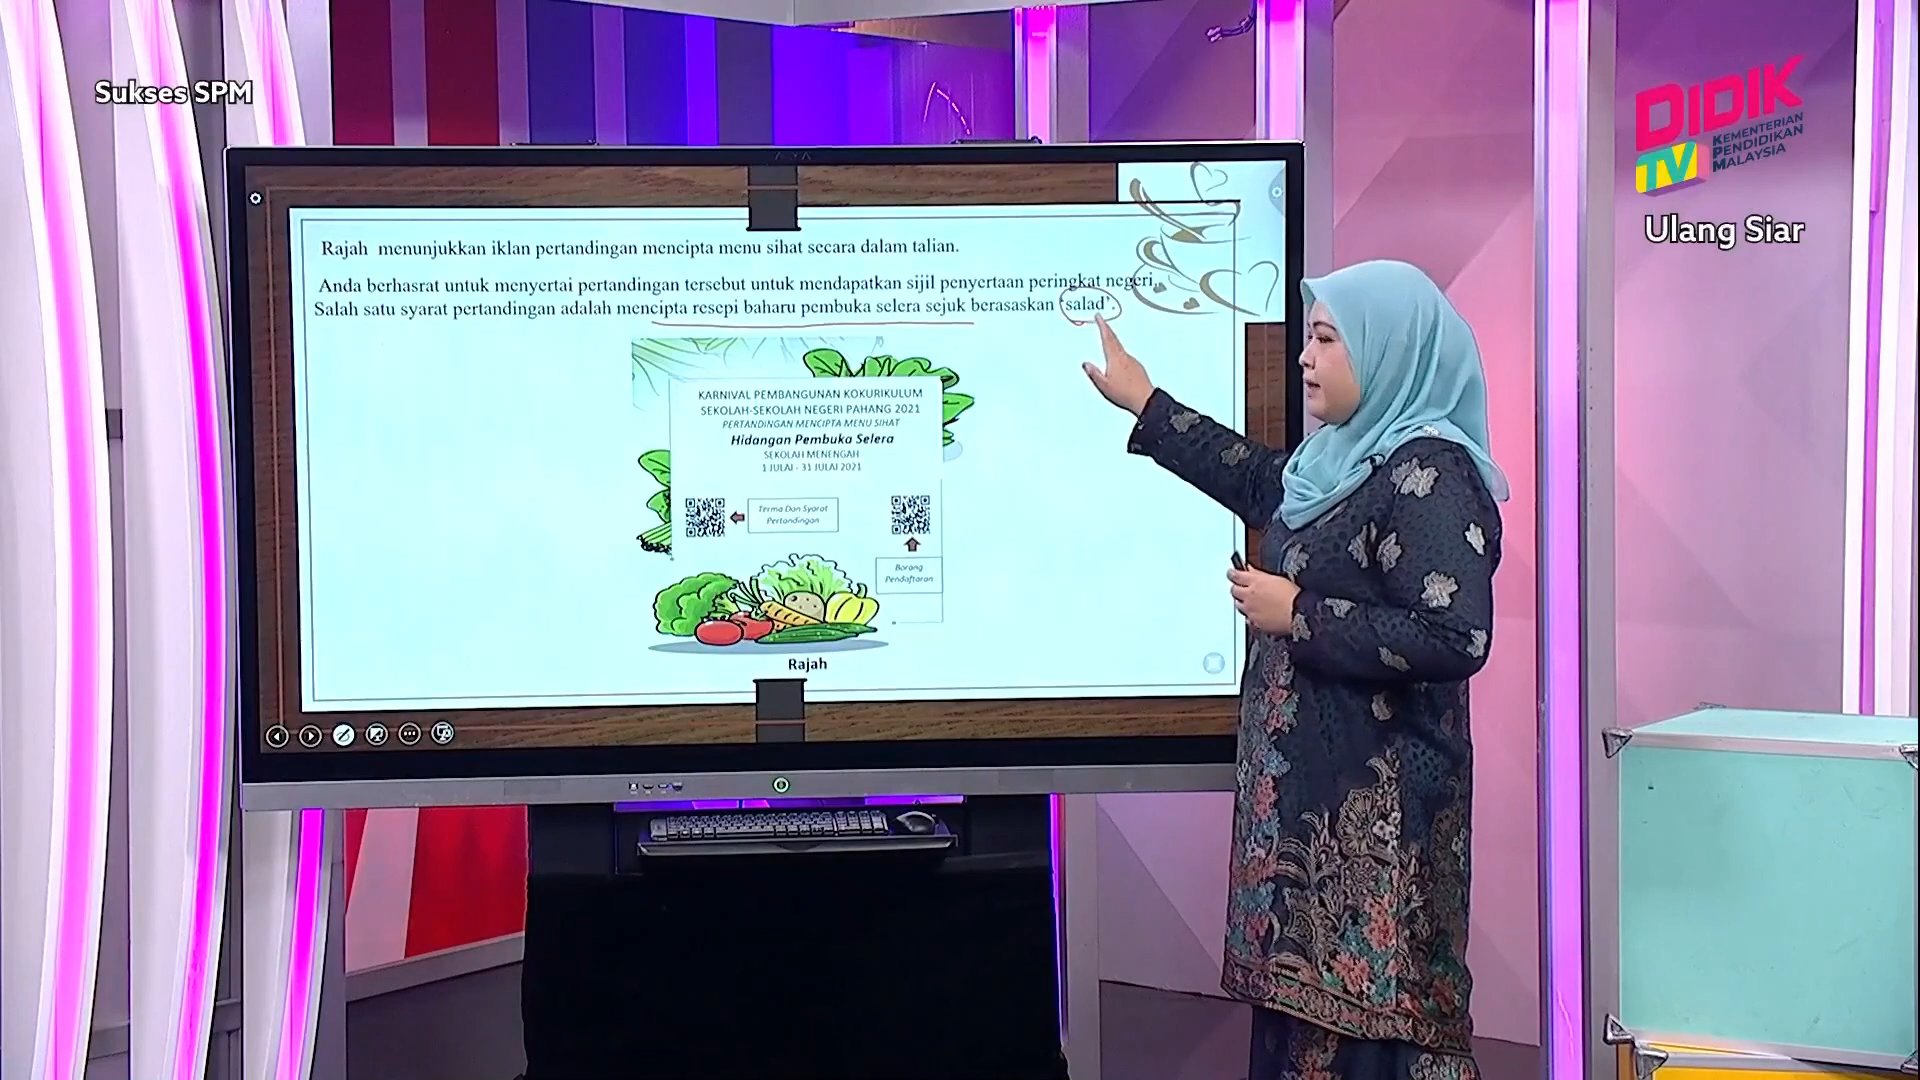 Sukses SPM
DIDIK
TV
KEMENTERIAN
PENDIDIKAN
MALAYSIA
Ulang Siar
Rajah menunjukkan iklan pertandingan mencipta menu sihat secara dalam talian.
Anda berhasrat untuk menyertai pertandingan tersebut untuk mendapatkan sijil penyertaan peringkat negeri.
Salah satu syarat pertandingan adalah mencipta resepi baharu pembuka selera sejuk berasaskan ‘salad’.
KARNIVAL PEMBANGUNAN KOKURIKULUM
SEKOLAH-SEKOLAH NEGERI PAHANG 2021
PERTANDINGAN MENCIPTA MENU SIHAT
Hidangan Pembuka Selera
SEKOLAH MENENGAH
1 JULAI - 31 JULAI 2021
Terma Dan Syarat
Pertandingan
Borang
Pendaftaran
Rajah